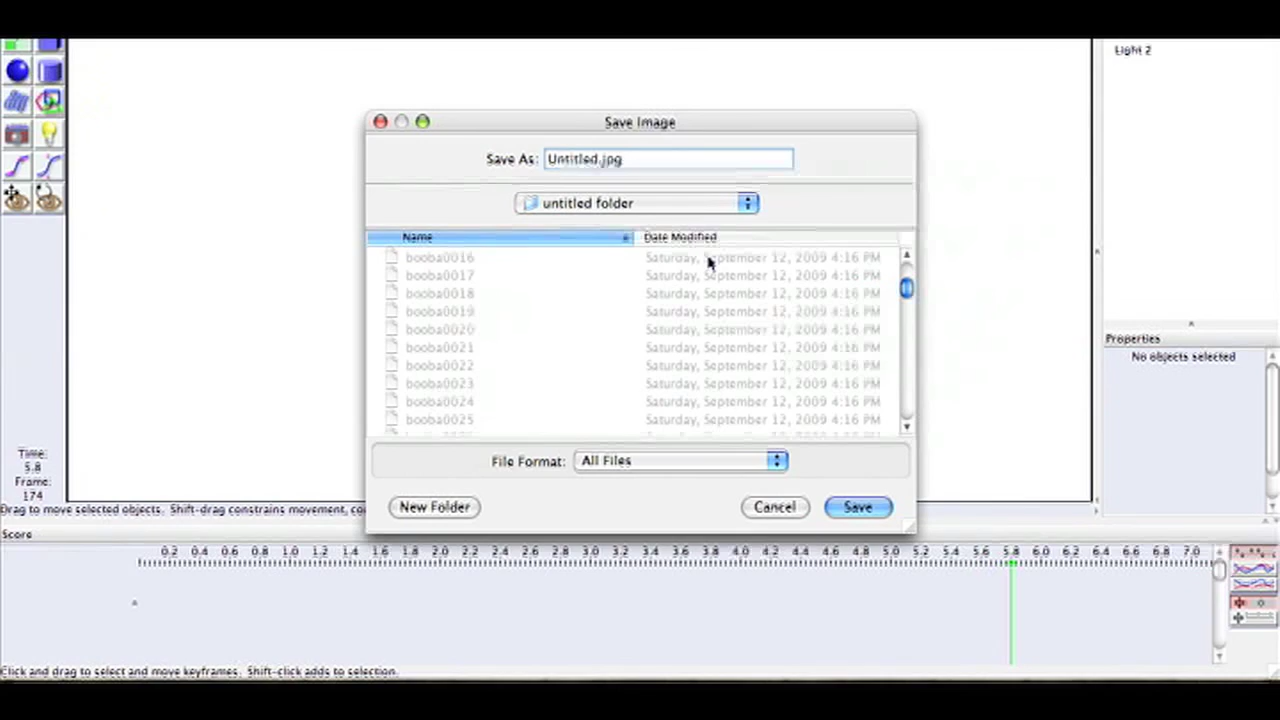 Light 2
Save Image
Save As: Untitled.jpg
untitled folder
Name Date Modified
booba0016 Saturday, September 12, 2009 4:16 PM
booba0017 Saturday, September 12, 2009 4:16 PM
booba0018 Saturday, September 12, 2009 4:16 PM
booba0019 Saturday, September 12, 2009 4:16 PM
booba0020 Saturday, September 12, 2009 4:16 PM
booba0021 Saturday, September 12, 2009 4:16 PM
booba0022 Saturday, September 12, 2009 4:16 PM
booba0023 Saturday, September 12, 2009 4:16 PM
booba0024 Saturday, September 12, 2009 4:16 PM
booba0025 Saturday, September 12, 2009 4:16 PM
File Format: All Files
New Folder Cancel Save
Properties
No objects selected
Time:
5.8
Frame:
174
Drag to move selected objects. Shift-drag constrains movement,
Score
0.2 0.4 0.6 0.8 1.0 1.2 1.4 1.6 1.8 2.0 2.2 2.4 2.6 2.8 3.0 3.2 3.4 3.6 3.8 4.0 4.2 4.4 4.6 4.8 5.0 5.2 5.4 5.6 5.8 6.0 6.2 6.4 6.6 6.8 7.0
Click and drag to select and move keyframes. Shift-click adds to selection.